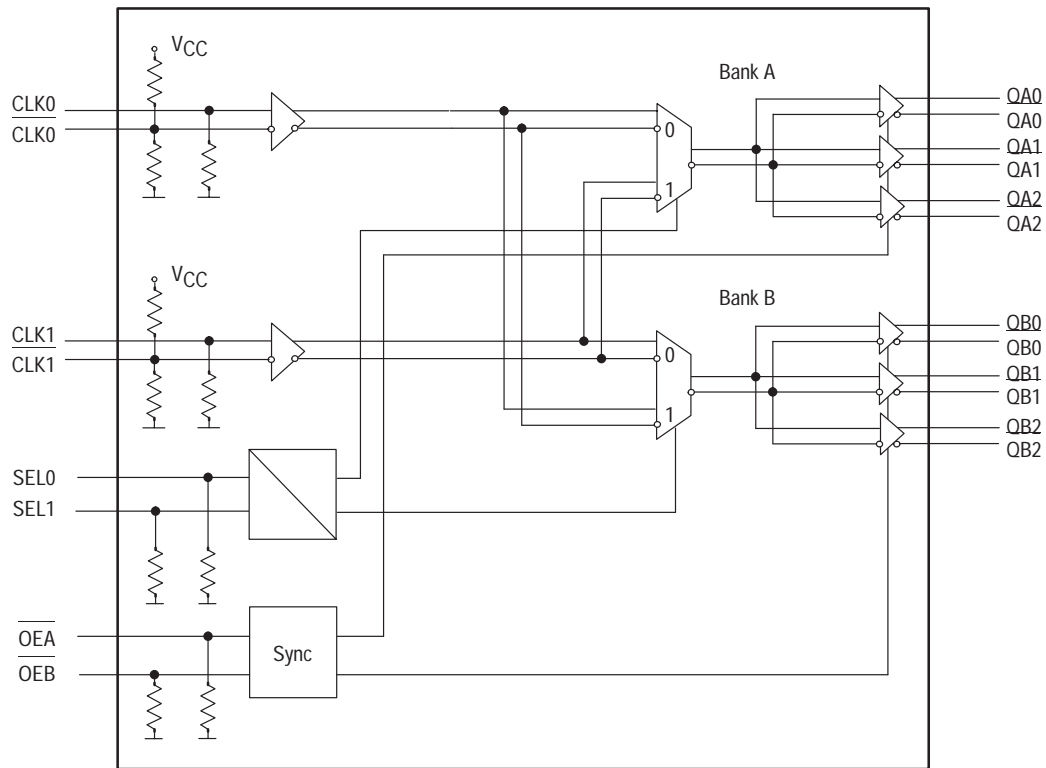 VCC
Bank A
CLK0
CLK0
0
1
QA0
QA0
QA1
QA1
QA2
QA2
VCC
Bank B
CLK1
CLK1
0
1
QB0
QB0
QB1
QB1
QB2
QB2
SEL0
SEL1
OEA
OEB
Sync